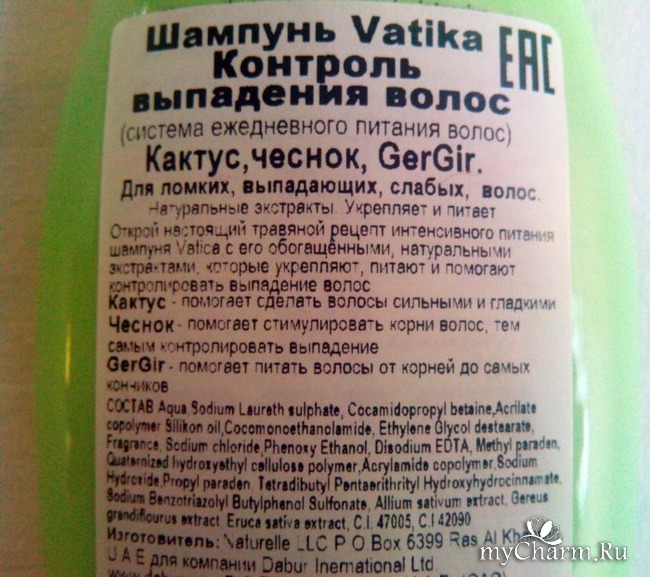 Шампунь Vatika
EAC
Контроль
выпадения волос
(система ежедневного питания волос)
Кактус,чеснок, GerGir.
Для ломких, выпадающих, слабых, волос.
Натуральные экстракты. Укрепляет и питает
Открой настоящий травяной рецепт интенсивного питания
шампуня Vatica с его обогащёнными, натуральными
экстрактами, которые укрепляют, питают и помогают
контролировать выпадение волос
Кактус - помогает сделать волосы сильными и гладкими
Чеснок - помогает стимулировать корни волос, тем
самым контролировать выпадение
GerGir - помогает питать волосы от корней до самых
кончиков
СОСТАВ Aqua,Sodium Laureth sulphate, Cocamidopropyl betaine,Acrilate
copolymer Silikon oil,Cocomonoethanolamide, Ethylene Glycol destearate,
Fragrance, Sodium chloride,Phenoxy Ethanol, Disodium EDTA, Methyl paraden,
Quaternized hydroxyethyl cellulose polymer,Acrylamide copolymer,Sodium
Hydroxide,Propyl paraden, Tetradibutyl Pentaerithrityl Hydroxyhydrocinnamate,
Sodium Benzotriazolyl Butylphenol Sulfonate, Allium sativum extract, Gereus
grandiflourus extract, Eruca sativa extract, C.I. 47005, C.I 42090
Изготовитель: Naturelle LLC P.O.Box 6399 Ras Al
U.A.E для компании Dabur Inernational Ltd.
myCharm.Ru